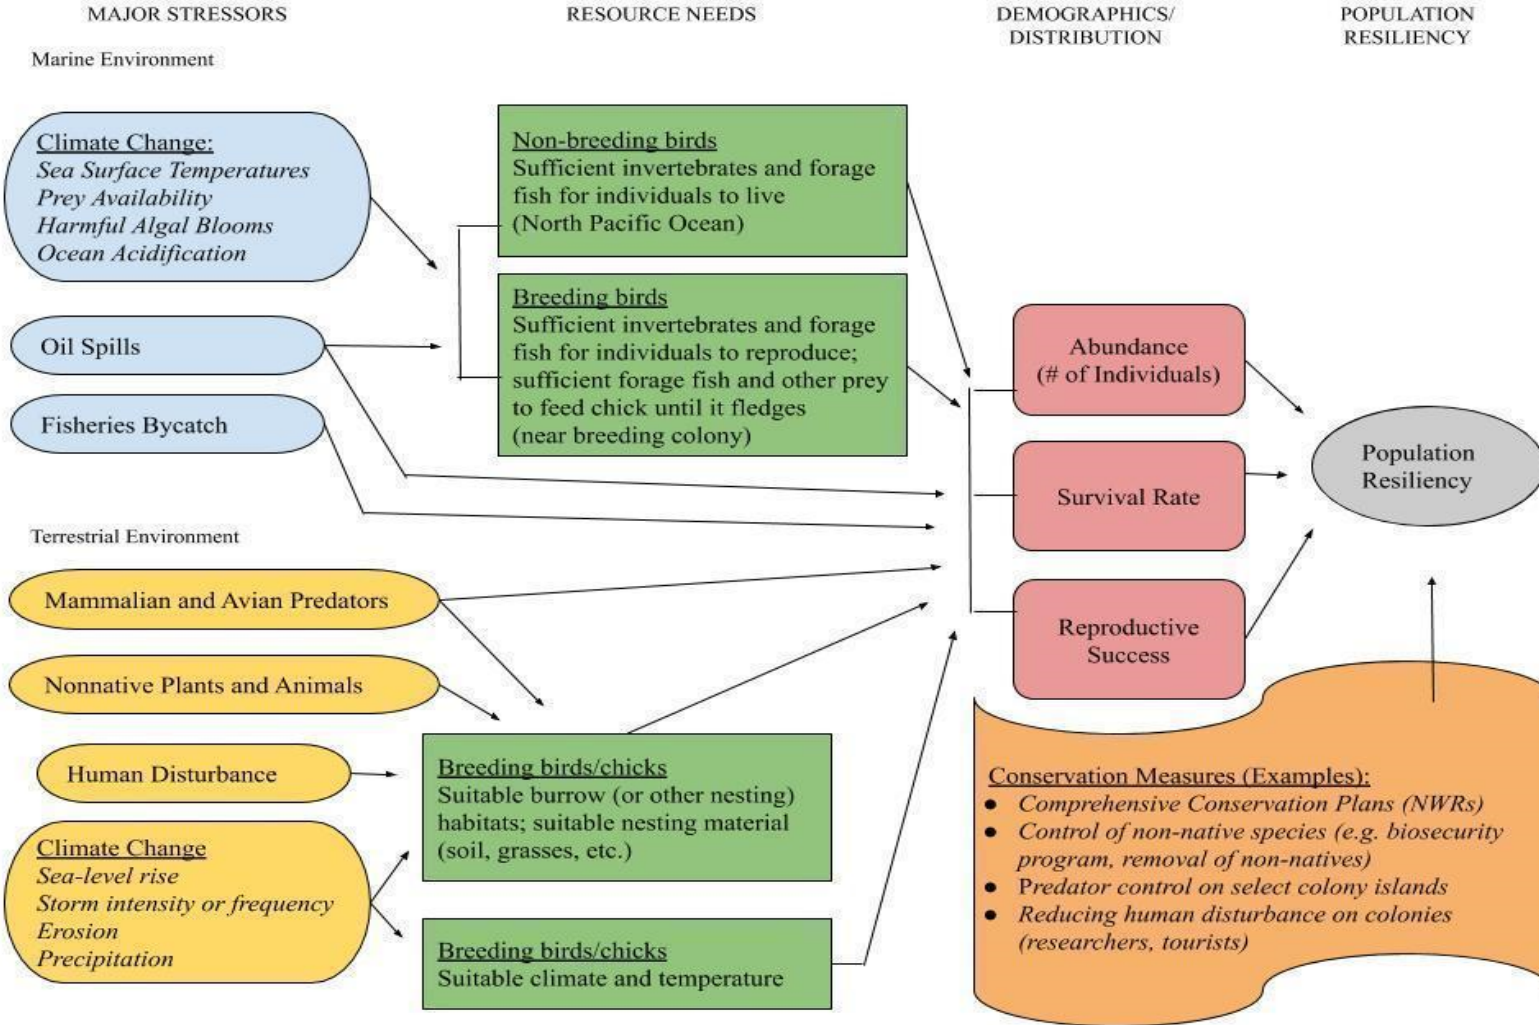 MAJOR STRESSORS
RESOURCE NEEDS
DEMOGRAPHICS/
DISTRIBUTION
POPULATION
RESILIENCY
Marine Environment
Climate Change:
Sea Surface Temperatures
Prey Availability
Harmful Algal Blooms
Ocean Acidification
Oil Spills
Fisheries Bycatch
Non-breeding birds
Sufficient invertebrates and forage
fish for individuals to live
(North Pacific Ocean)
Breeding birds
Sufficient invertebrates and forage
fish for individuals to reproduce;
sufficient forage fish and other prey
to feed chick until it fledges
(near breeding colony)
Abundance
(# of Individuals)
Survival Rate
Reproductive
Success
Population
Resiliency
Terrestrial Environment
Mammalian and Avian Predators
Nonnative Plants and Animals
Human Disturbance
Climate Change
Sea-level rise
Storm intensity or frequency
Erosion
Precipitation
Breeding birds/chicks
Suitable burrow (or other nesting)
habitats; suitable nesting material
(soil, grasses, etc.)
Breeding birds/chicks
Suitable climate and temperature
Conservation Measures (Examples):
● Comprehensive Conservation Plans (NWRs)
● Control of non-native species (e.g. biosecurity
program, removal of non-natives)
● Predator control on select colony islands
● Reducing human disturbance on colonies
(researchers, tourists)